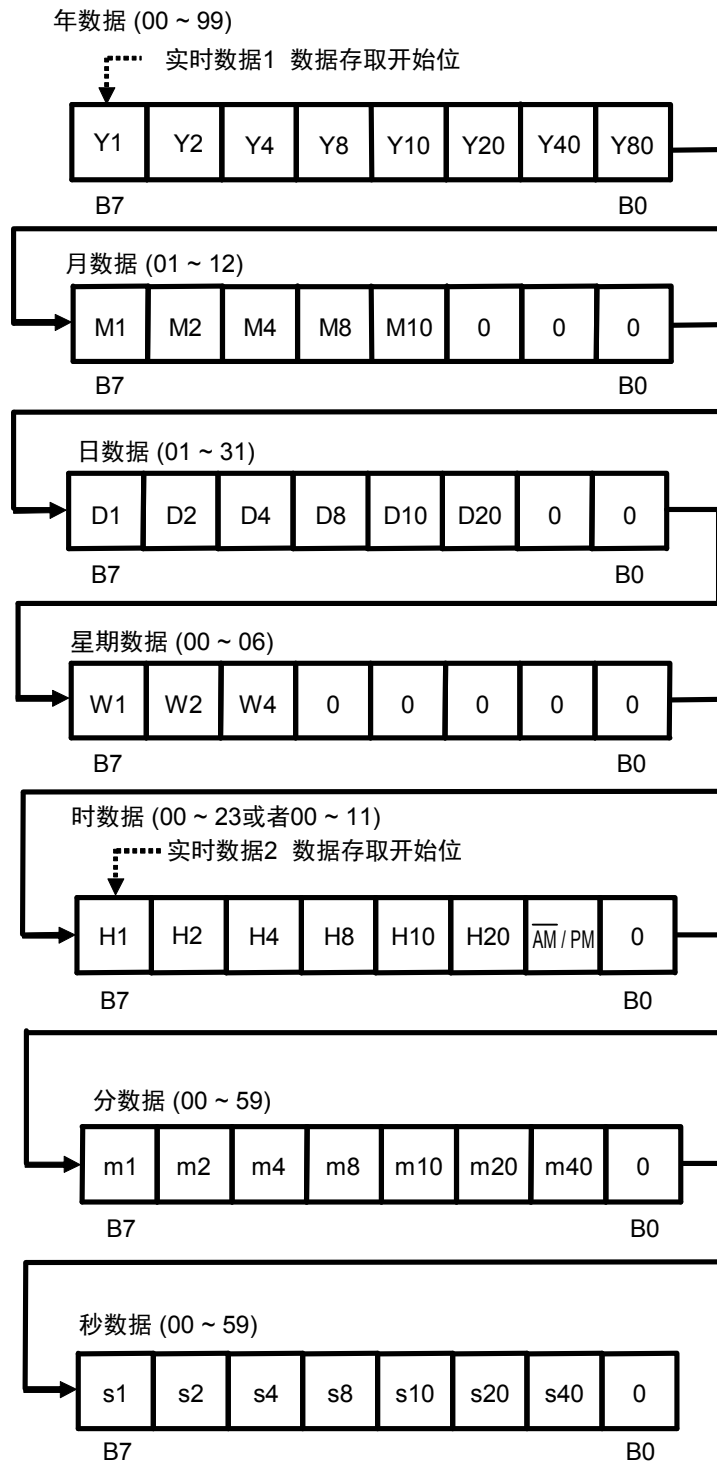 年数据 (00 ~ 99)
实时数据1 数据存取开始位
Y1 Y2 Y4 Y8 Y10 Y20 Y40 Y80
B7 B0
月数据 (01 ~ 12)
M1 M2 M4 M8 M10 0 0 0
B7 B0
日数据 (01 ~ 31)
D1 D2 D4 D8 D10 D20 0 0
B7 B0
星期数据 (00 ~ 06)
W1 W2 W4 0 0 0 0 0
B7 B0
时数据 (00 ~ 23或者00 ~ 11)
实时数据2 数据存取开始位
H1 H2 H4 H8 H10 H20 A̅M̅ / PM 0
B7 B0
分数据 (00 ~ 59)
m1 m2 m4 m8 m10 m20 m40 0
B7 B0
秒数据 (00 ~ 59)
s1 s2 s4 s8 s10 s20 s40 0
B7 B0